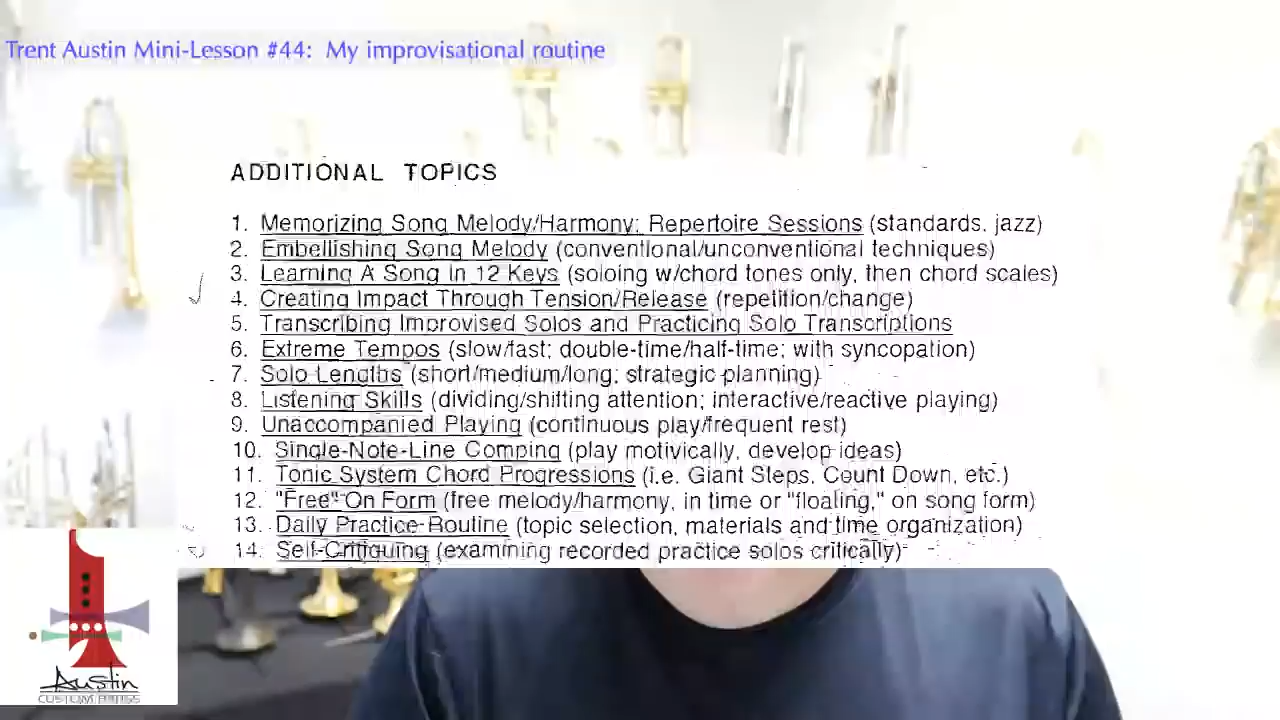 Trent Austin Mini-Lesson #44: My improvisational routine
ADDITIONAL TOPICS
1. Memorizing Song Melody/Harmony; Repertoire Sessions (standards, jazz)
2. Embellishing Song Melody (conventional/unconventional techniques)
3. Learning A Song In 12 Keys (soloing w/chord tones only, then chord scales)
4. Creating Impact Through Tension/Release (repetition/change)
5. Transcribing Improvised Solos and Practicing Solo Transcriptions
6. Extreme Tempos (slow/fast; double-time/half-time; with syncopation)
7. Solo Lengths (short/medium/long; strategic planning)
8. Listening Skills (dividing/shifting attention; interactive/reactive playing)
9. Unaccompanied Playing (continuous play/frequent rest)
10. Single-Note-Line Comping (play motivically, develop ideas)
11. Tonic System Chord Progressions (i.e. Giant Steps, Count Down, etc.)
12. "Free" On Form (free melody/harmony, in time or "floating," on song form)
13. Daily Practice Routine (topic selection, materials and time organization)
14. Self-Critiquing (examining recorded practice solos critically)
Austin
CUSTOM BRASS